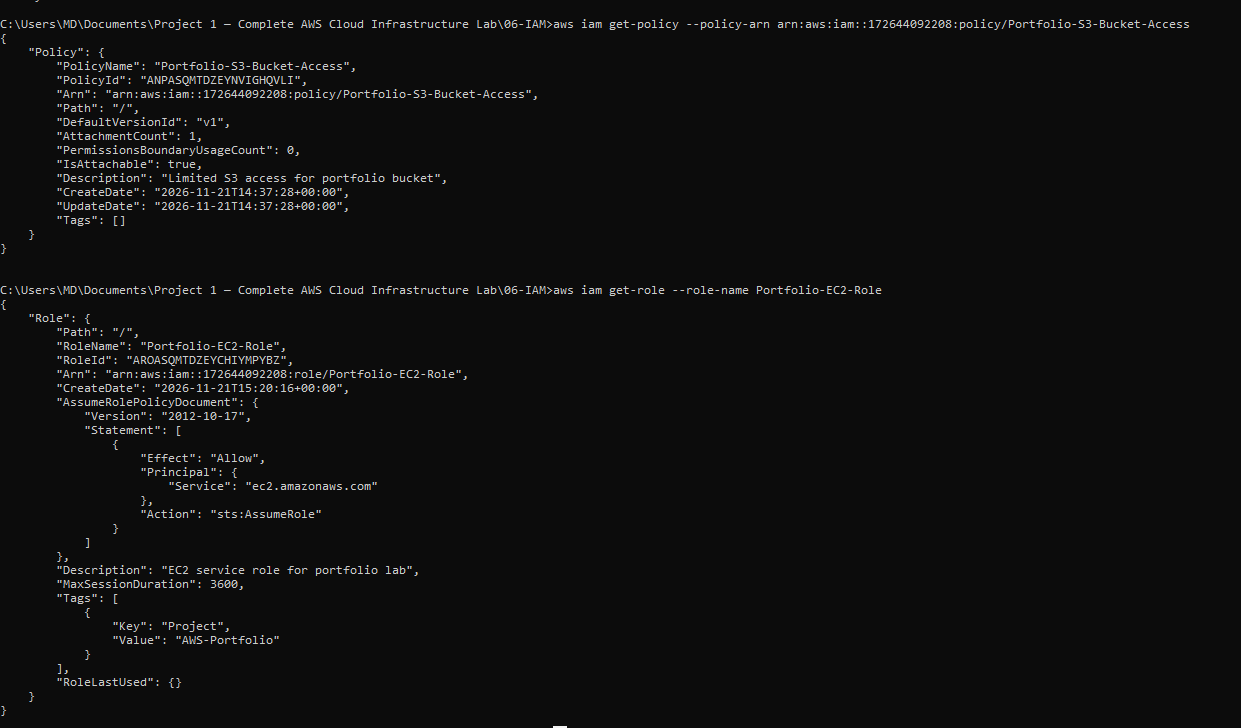 C:\Users\MD\Documents\Project 1 – Complete AWS Cloud Infrastructure Lab\06-IAM>aws iam get-policy --policy-arn arn:aws:iam::172644092208:policy/Portfolio-S3-Bucket-Access
{
    "Policy": {
        "PolicyName": "Portfolio-S3-Bucket-Access",
        "PolicyId": "ANPASQMTDZEYNVIGHQVLI",
        "Arn": "arn:aws:iam::172644092208:policy/Portfolio-S3-Bucket-Access",
        "Path": "/",
        "DefaultVersionId": "v1",
        "AttachmentCount": 1,
        "PermissionsBoundaryUsageCount": 0,
        "IsAttachable": true,
        "Description": "Limited S3 access for portfolio bucket",
        "CreateDate": "2026-11-21T14:37:28+00:00",
        "UpdateDate": "2026-11-21T14:37:28+00:00",
        "Tags": []
    }
}
C:\Users\MD\Documents\Project 1 – Complete AWS Cloud Infrastructure Lab\06-IAM>aws iam get-role --role-name Portfolio-EC2-Role
{
    "Role": {
        "Path": "/",
        "RoleName": "Portfolio-EC2-Role",
        "RoleId": "AROASQMTDZEYCHIYMPYBZ",
        "Arn": "arn:aws:iam::172644092208:role/Portfolio-EC2-Role",
        "CreateDate": "2026-11-21T15:20:16+00:00",
        "AssumeRolePolicyDocument": {
            "Version": "2012-10-17",
            "Statement": [
                {
                    "Effect": "Allow",
                    "Principal": {
                        "Service": "ec2.amazonaws.com"
                    },
                    "Action": "sts:AssumeRole"
                }
            ]
        },
        "Description": "EC2 service role for portfolio lab",
        "MaxSessionDuration": 3600,
        "Tags": [
            {
                "Key": "Project",
                "Value": "AWS-Portfolio"
            }
        ],
        "RoleLastUsed": {}
    }
}